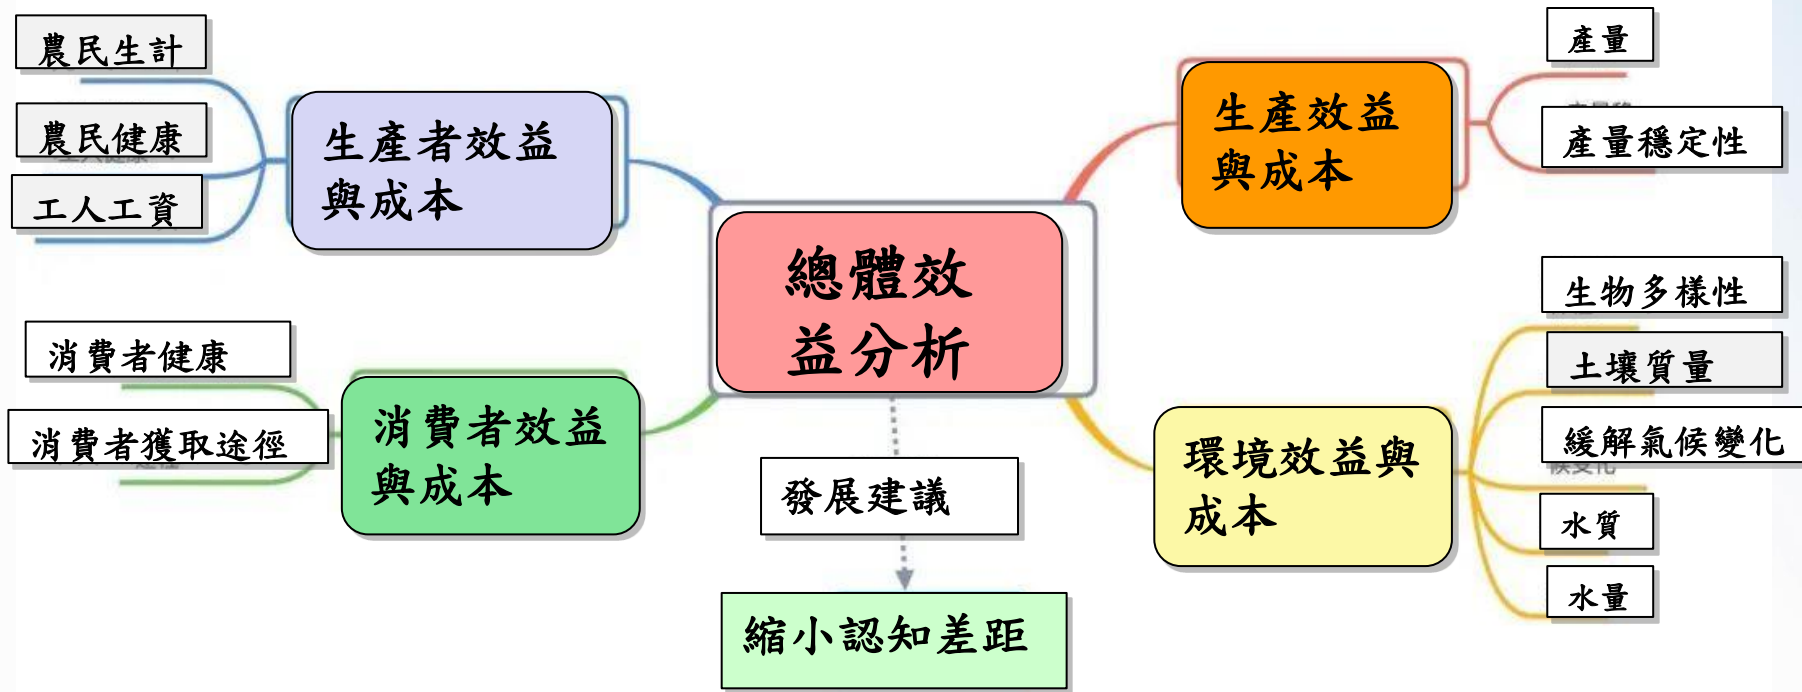 農民生計
農民健康
工人工資
生產者效益
與成本
消費者健康
消費者獲取途徑
消費者效益
與成本
總體效
益分析
發展建議
縮小認知差距
生產效益
與成本
產量
產量穩定性
環境效益與
成本
生物多樣性
土壤質量
緩解氣候變化
水質
水量